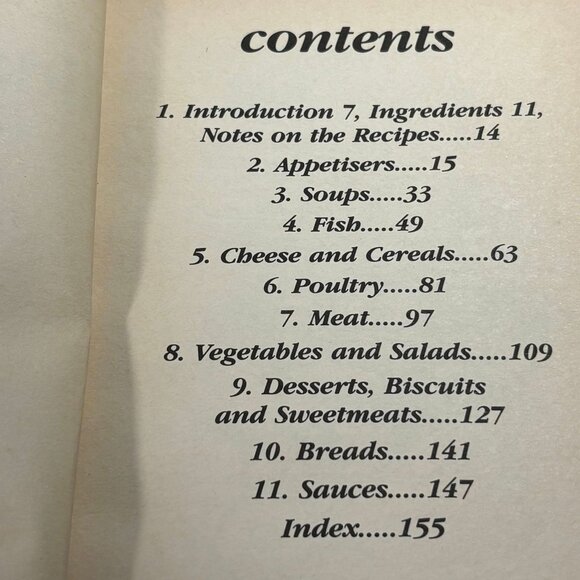 contents
1. Introduction 7, Ingredients 11,
Notes on the Recipes.....14
2. Appetisers.....15
3. Soups.....33
4. Fish.....49
5. Cheese and Cereals.....63
6. Poultry.....81
7. Meat.....97
8. Vegetables and Salads.....109
9. Desserts, Biscuits
and Sweetmeats.....127
10. Breads.....141
11. Sauces.....147
Index.....155